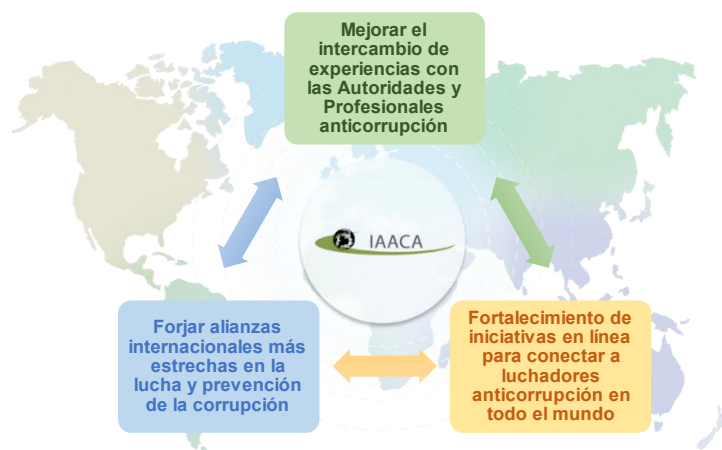 Mejorar el
intercambio de
experiencias con
las Autoridades y
Profesionales
anticorrupción
IAACA
Forjar alianzas
internacionales más
estrechas en la
lucha y prevención
de la corrupción
Fortalecimiento de
iniciativas en línea
para conectar a
luchadores
anticorrupción en
todo el mundo